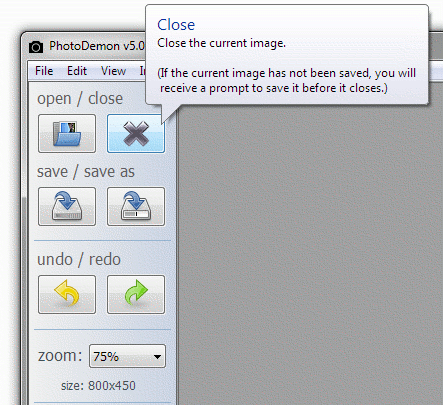 Close
Close the current image.
(If the current image has not been saved, you will
receive a prompt to save it before it closes.)
PhotoDemon v5.0
File Edit View
open / close
save / save as
undo / redo
zoom: 75%
size: 800x450